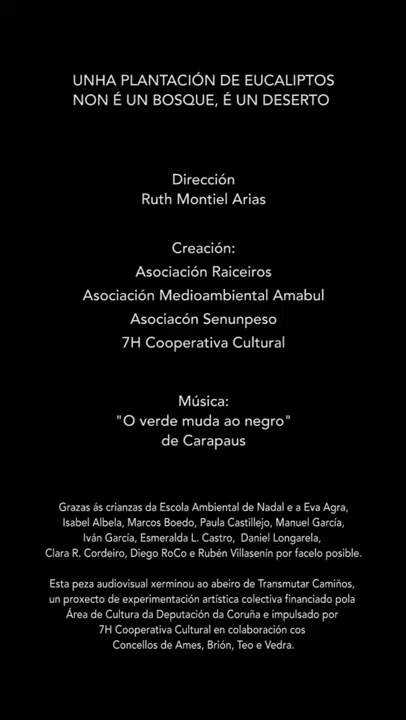 UNHA PLANTACIÓN DE EUCALIPTOS
NON É UN BOSQUE, É UN DESERTO
Dirección
Ruth Montiel Arias
Creación:
Asociación Raiceiros
Asociación Medioambiental Amabul
Asociacón Senunpeso
7H Cooperativa Cultural
Música:
"O verde muda ao negro"
de Carapaus
Grazas ás crianzas da Escola Ambiental de Nadal e a Eva Agra,
Isabel Albela, Marcos Boedo, Paula Castillejo, Manuel García,
Iván García, Esmeralda L. Castro, Daniel Longarela,
Clara R. Cordeiro, Diego RoCo e Rubén Villasenín por facelo posible.
Esta peza audiovisual xerminou ao abeiro de Transmutar Camiños,
un proxecto de experimentación artística colectiva financiado pola
Área de Cultura da Deputación da Coruña e impulsado por
7H Cooperativa Cultural en colaboración cos
Concellos de Ames, Brión, Teo e Vedra.